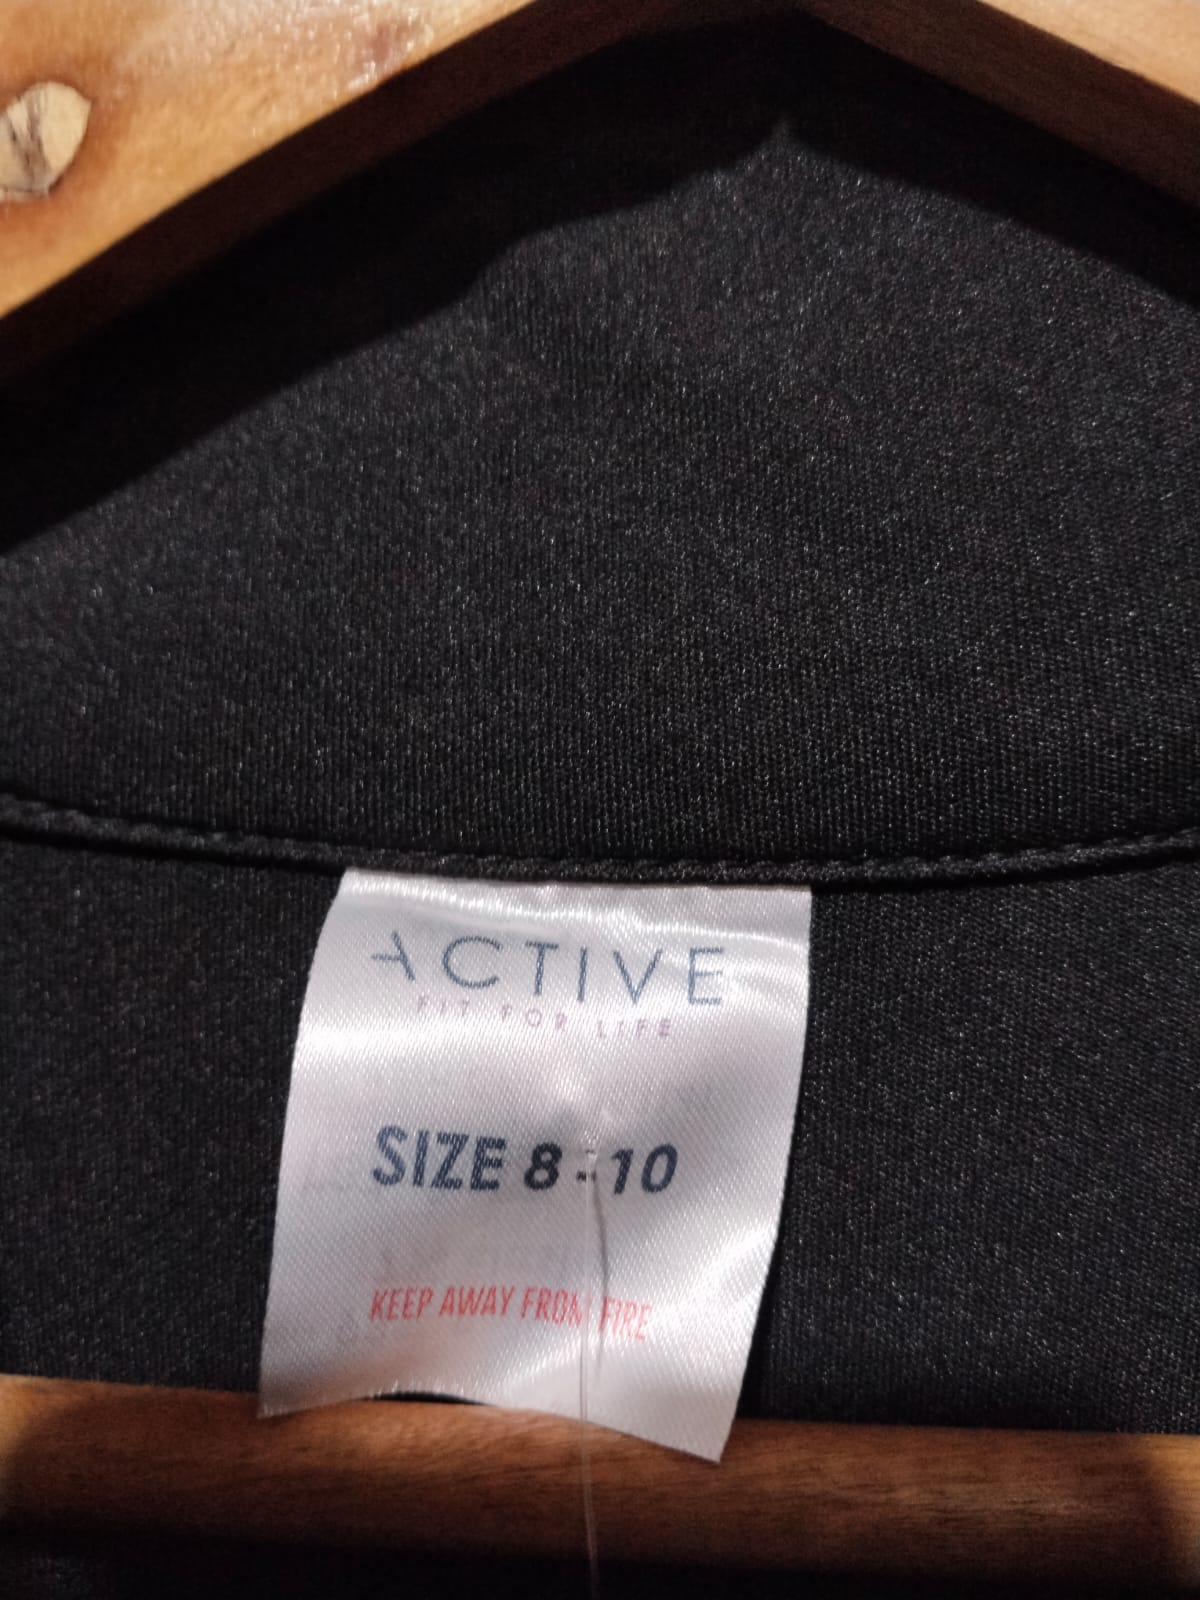 ACTIVE
FIT FOR LIFE
SIZE 8 - 10
KEEP AWAY FROM FIRE